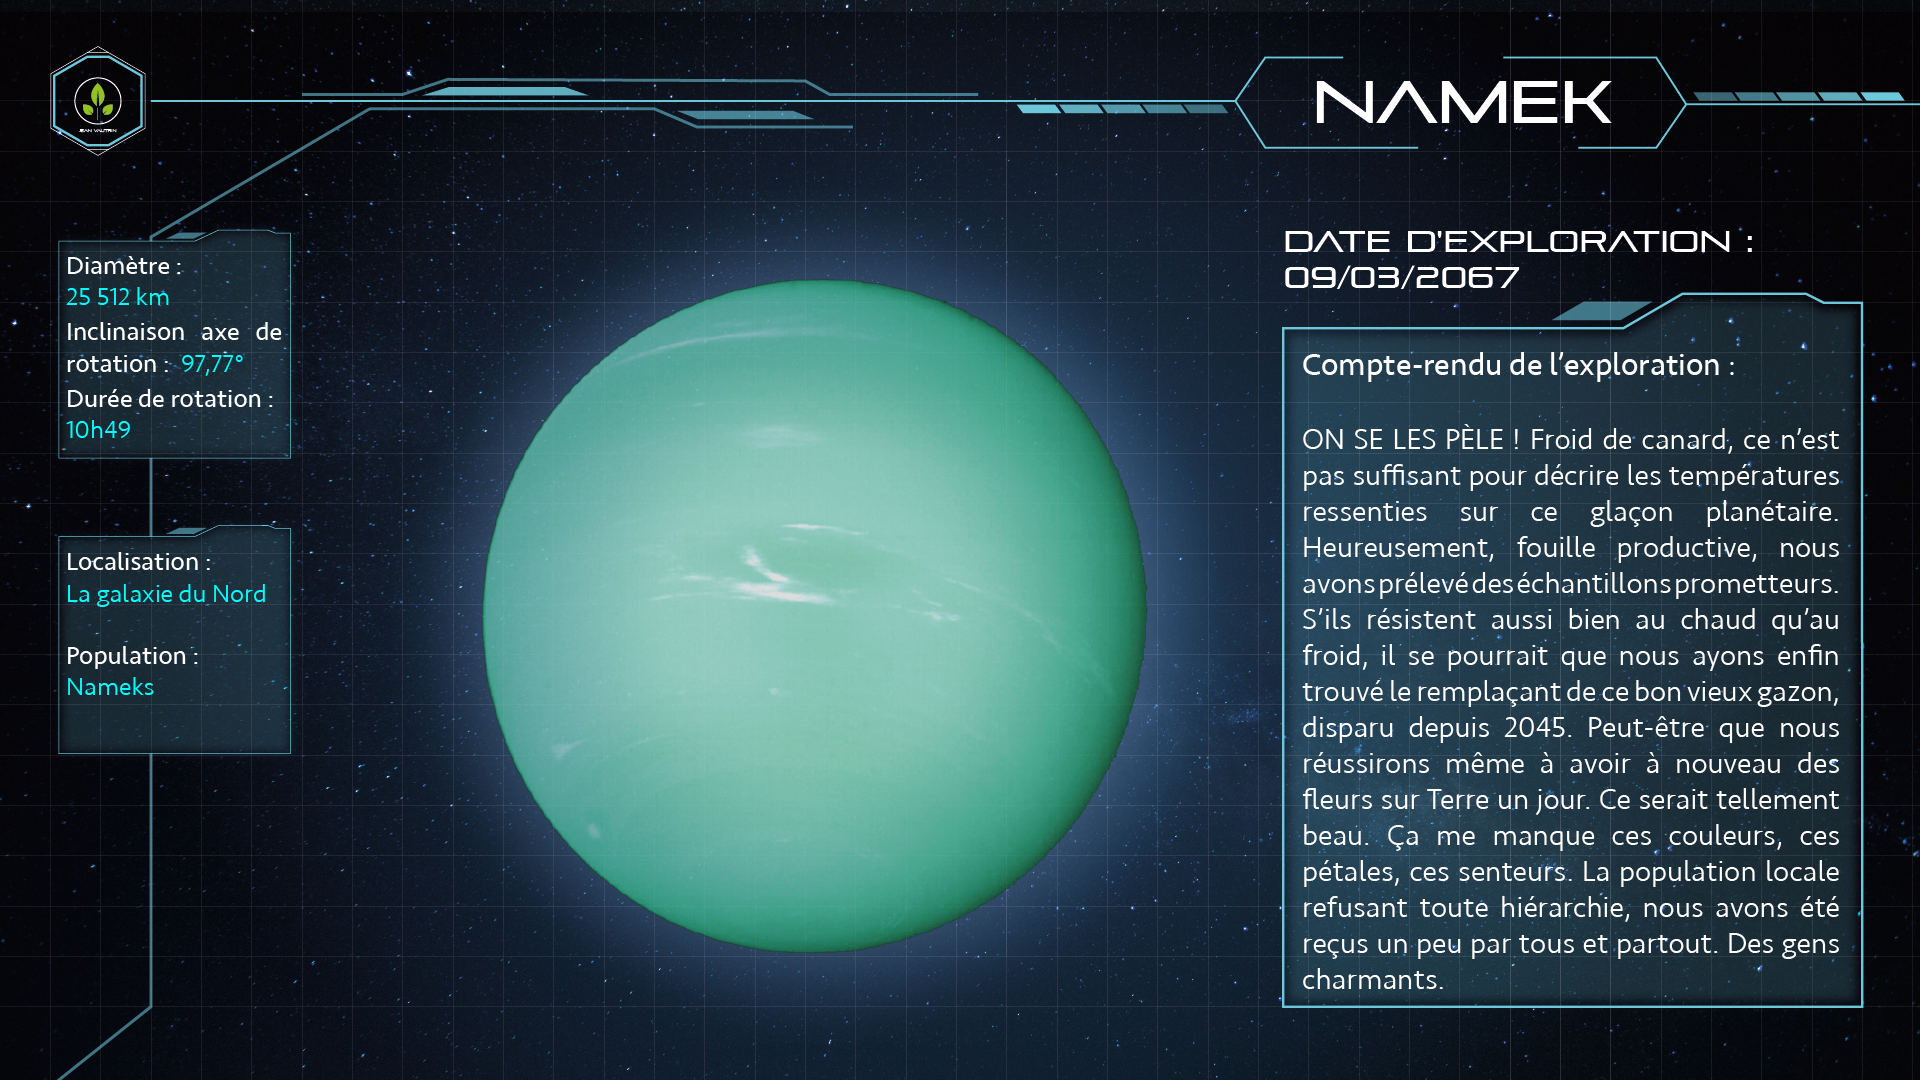 JEAN VAUTRIN
NAMEK
Diamètre :
25 512 km
Inclinaison axe de
rotation : 97,77°
Durée de rotation :
10h49
Localisation :
La galaxie du Nord
Population :
Nameks
DATE D'EXPLORATION :
09/03/2067
Compte-rendu de l’exploration :
ON SE LES PÈLE ! Froid de canard, ce n’est
pas suffisant pour décrire les températures
ressenties sur ce glaçon planétaire.
Heureusement, fouille productive, nous
avons prélevé des échantillons prometteurs.
S’ils résistent aussi bien au chaud qu’au
froid, il se pourrait que nous ayons enfin
trouvé le remplaçant de ce bon vieux gazon,
disparu depuis 2045. Peut-être que nous
réussirons même à avoir à nouveau des
fleurs sur Terre un jour. Ce serait tellement
beau. Ça me manque ces couleurs, ces
pétales, ces senteurs. La population locale
refusant toute hiérarchie, nous avons été
reçus un peu par tous et partout. Des gens
charmants.